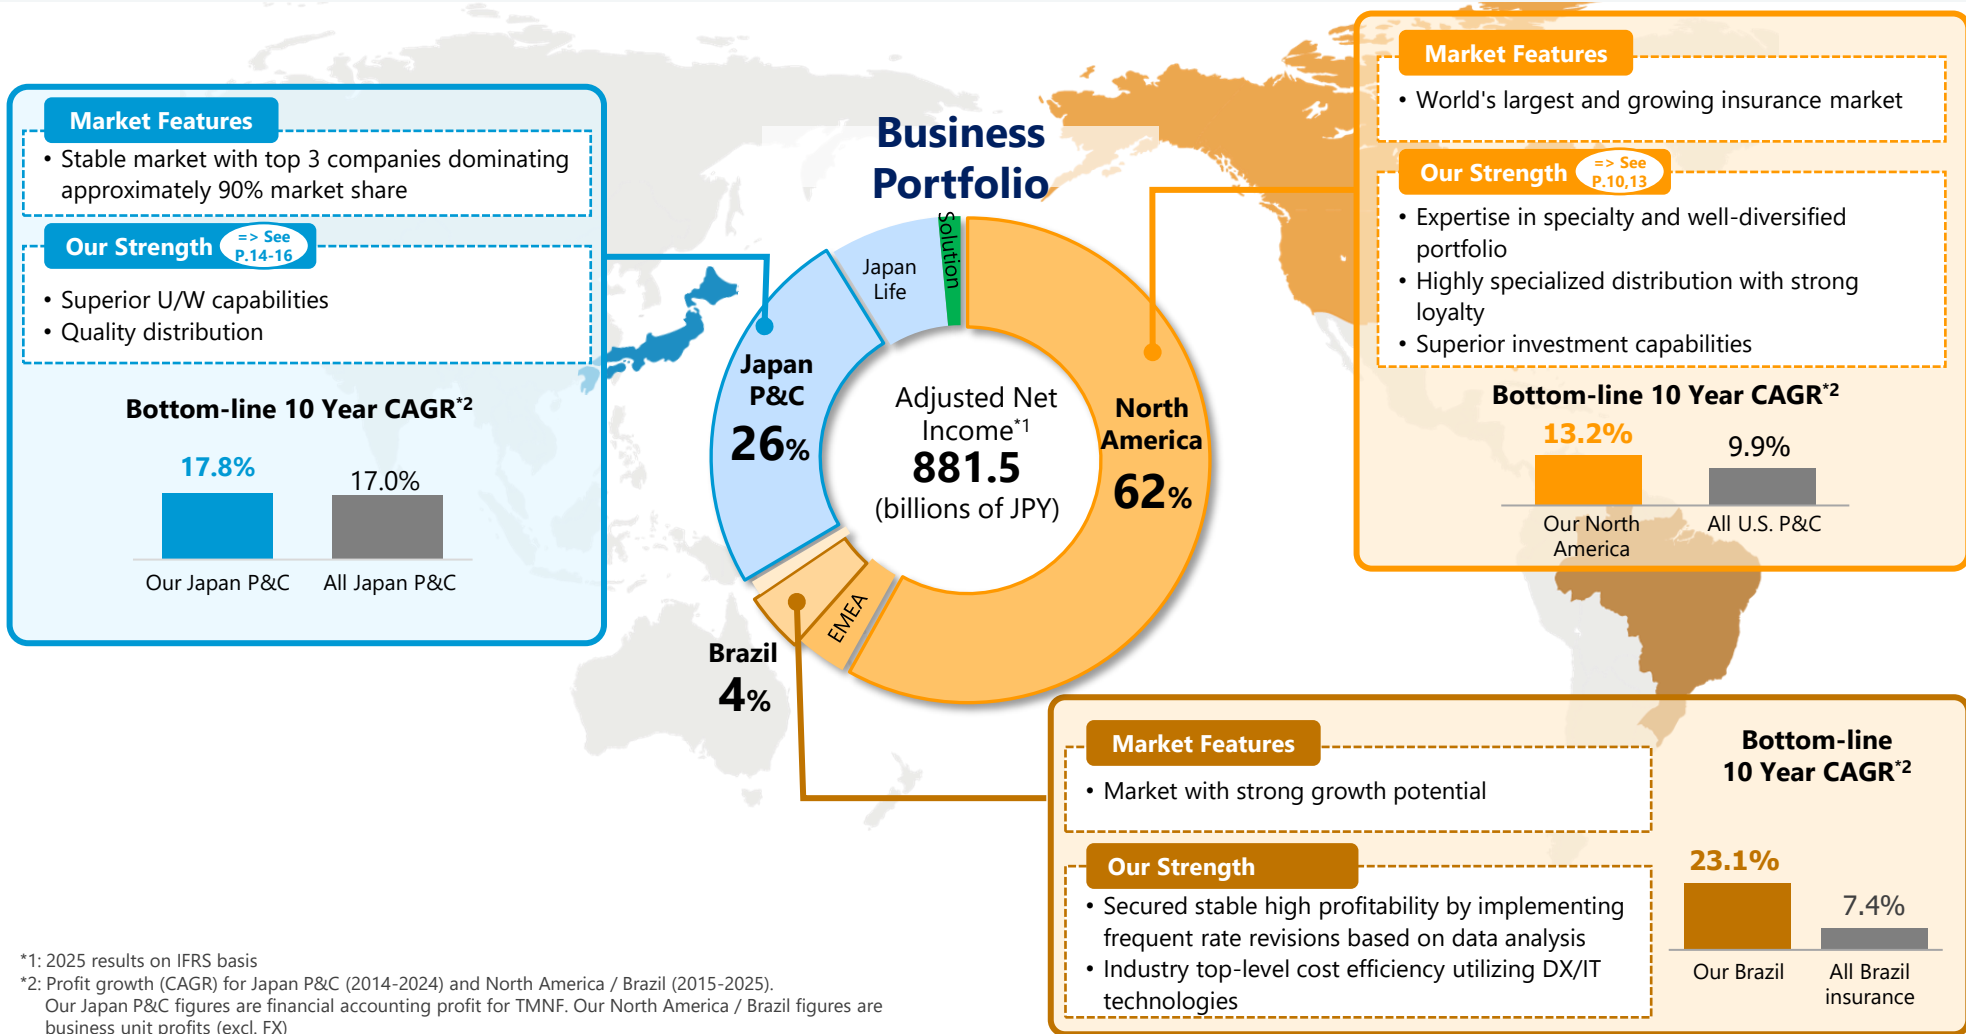 Market Features
• Stable market with top 3 companies dominating
approximately 90% market share
Our Strength
=> See
P.14-16
• Superior U/W capabilities
• Quality distribution
Bottom-line 10 Year CAGR*2
17.8%
17.0%
Our Japan P&C
All Japan P&C
Business
Portfolio
Solution
Japan
Life
Japan
P&C
26%
Adjusted Net
Income*1
881.5
(billions of JPY)
North
America
62%
EMEA
Brazil
4%
Market Features
• World's largest and growing insurance market
Our Strength
=> See
P.10,13
• Expertise in specialty and well-diversified
portfolio
• Highly specialized distribution with strong
loyalty
• Superior investment capabilities
Bottom-line 10 Year CAGR*2
13.2%
9.9%
Our North
America
All U.S. P&C
Market Features
• Market with strong growth potential
Our Strength
• Secured stable high profitability by implementing
frequent rate revisions based on data analysis
• Industry top-level cost efficiency utilizing DX/IT
technologies
Bottom-line
10 Year CAGR*2
23.1%
7.4%
Our Brazil
All Brazil
insurance
*1: 2025 results on IFRS basis
*2: Profit growth (CAGR) for Japan P&C (2014-2024) and North America / Brazil (2015-2025).
Our Japan P&C figures are financial accounting profit for TMNF. Our North America / Brazil figures are
business unit profits (excl. FX)